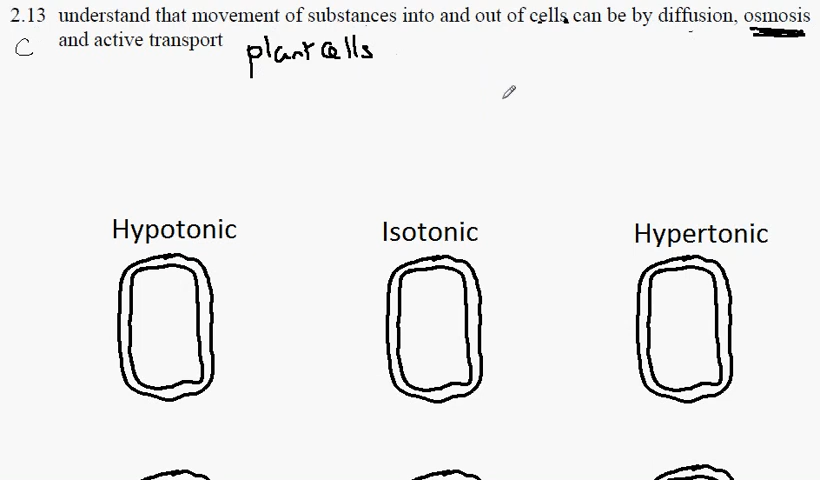 2.13 understand that movement of substances into and out of cells can be by diffusion, osmosis
C and active transport plant cells
Hypotonic Isotonic Hypertonic